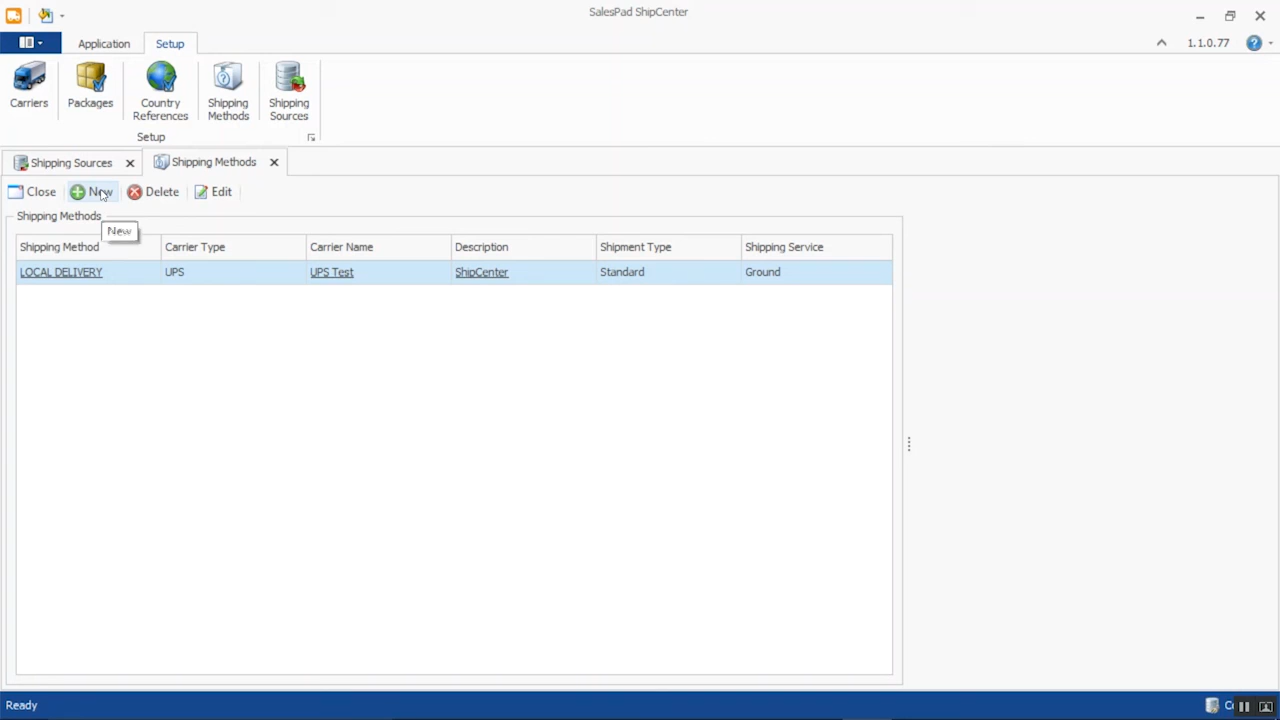 SalesPad ShipCenter
Application Setup 1.1.0.77
Carriers Packages Country References Shipping Methods Shipping Sources
Setup
Shipping Sources Shipping Methods
Close New Delete Edit
Shipping Methods
New
Shipping Method Carrier Type Carrier Name Description Shipment Type Shipping Service
LOCAL DELIVERY UPS UPS Test ShipCenter Standard Ground
Ready